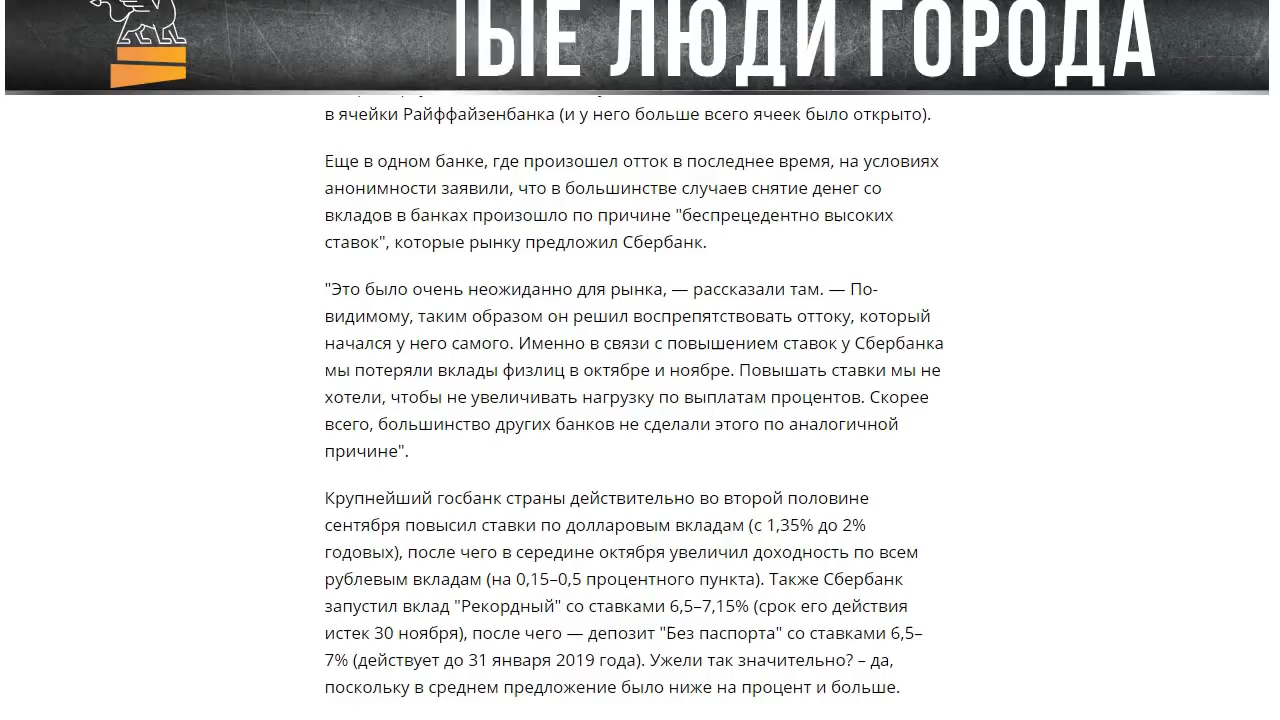 ЫЕ ЛЮДИ ГОРОДА
в ячейки Райффайзенбанка (и у него больше всего ячеек было открыто).
Еще в одном банке, где произошел отток в последнее время, на условиях
анонимности заявили, что в большинстве случаев снятие денег со
вкладов в банках произошло по причине "беспрецедентно высоких
ставок", которые рынку предложил Сбербанк.
"Это было очень неожиданно для рынка, — рассказали там. — По-
видимому, таким образом он решил воспрепятствовать оттоку, который
начался у него самого. Именно в связи с повышением ставок у Сбербанка
мы потеряли вклады физлиц в октябре и ноябре. Повышать ставки мы не
хотели, чтобы не увеличивать нагрузку по выплатам процентов. Скорее
всего, большинство других банков не сделали этого по аналогичной
причине".
Крупнейший госбанк страны действительно во второй половине
сентября повысил ставки по долларовым вкладам (с 1,35% до 2%
годовых), после чего в середине октября увеличил доходность по всем
рублевым вкладам (на 0,15–0,5 процентного пункта). Также Сбербанк
запустил вклад "Рекордный" со ставками 6,5–7,15% (срок его действия
истек 30 ноября), после чего — депозит "Без паспорта" со ставками 6,5–
7% (действует до 31 января 2019 года). Ужели так значительно? – да,
поскольку в среднем предложение было ниже на процент и больше.